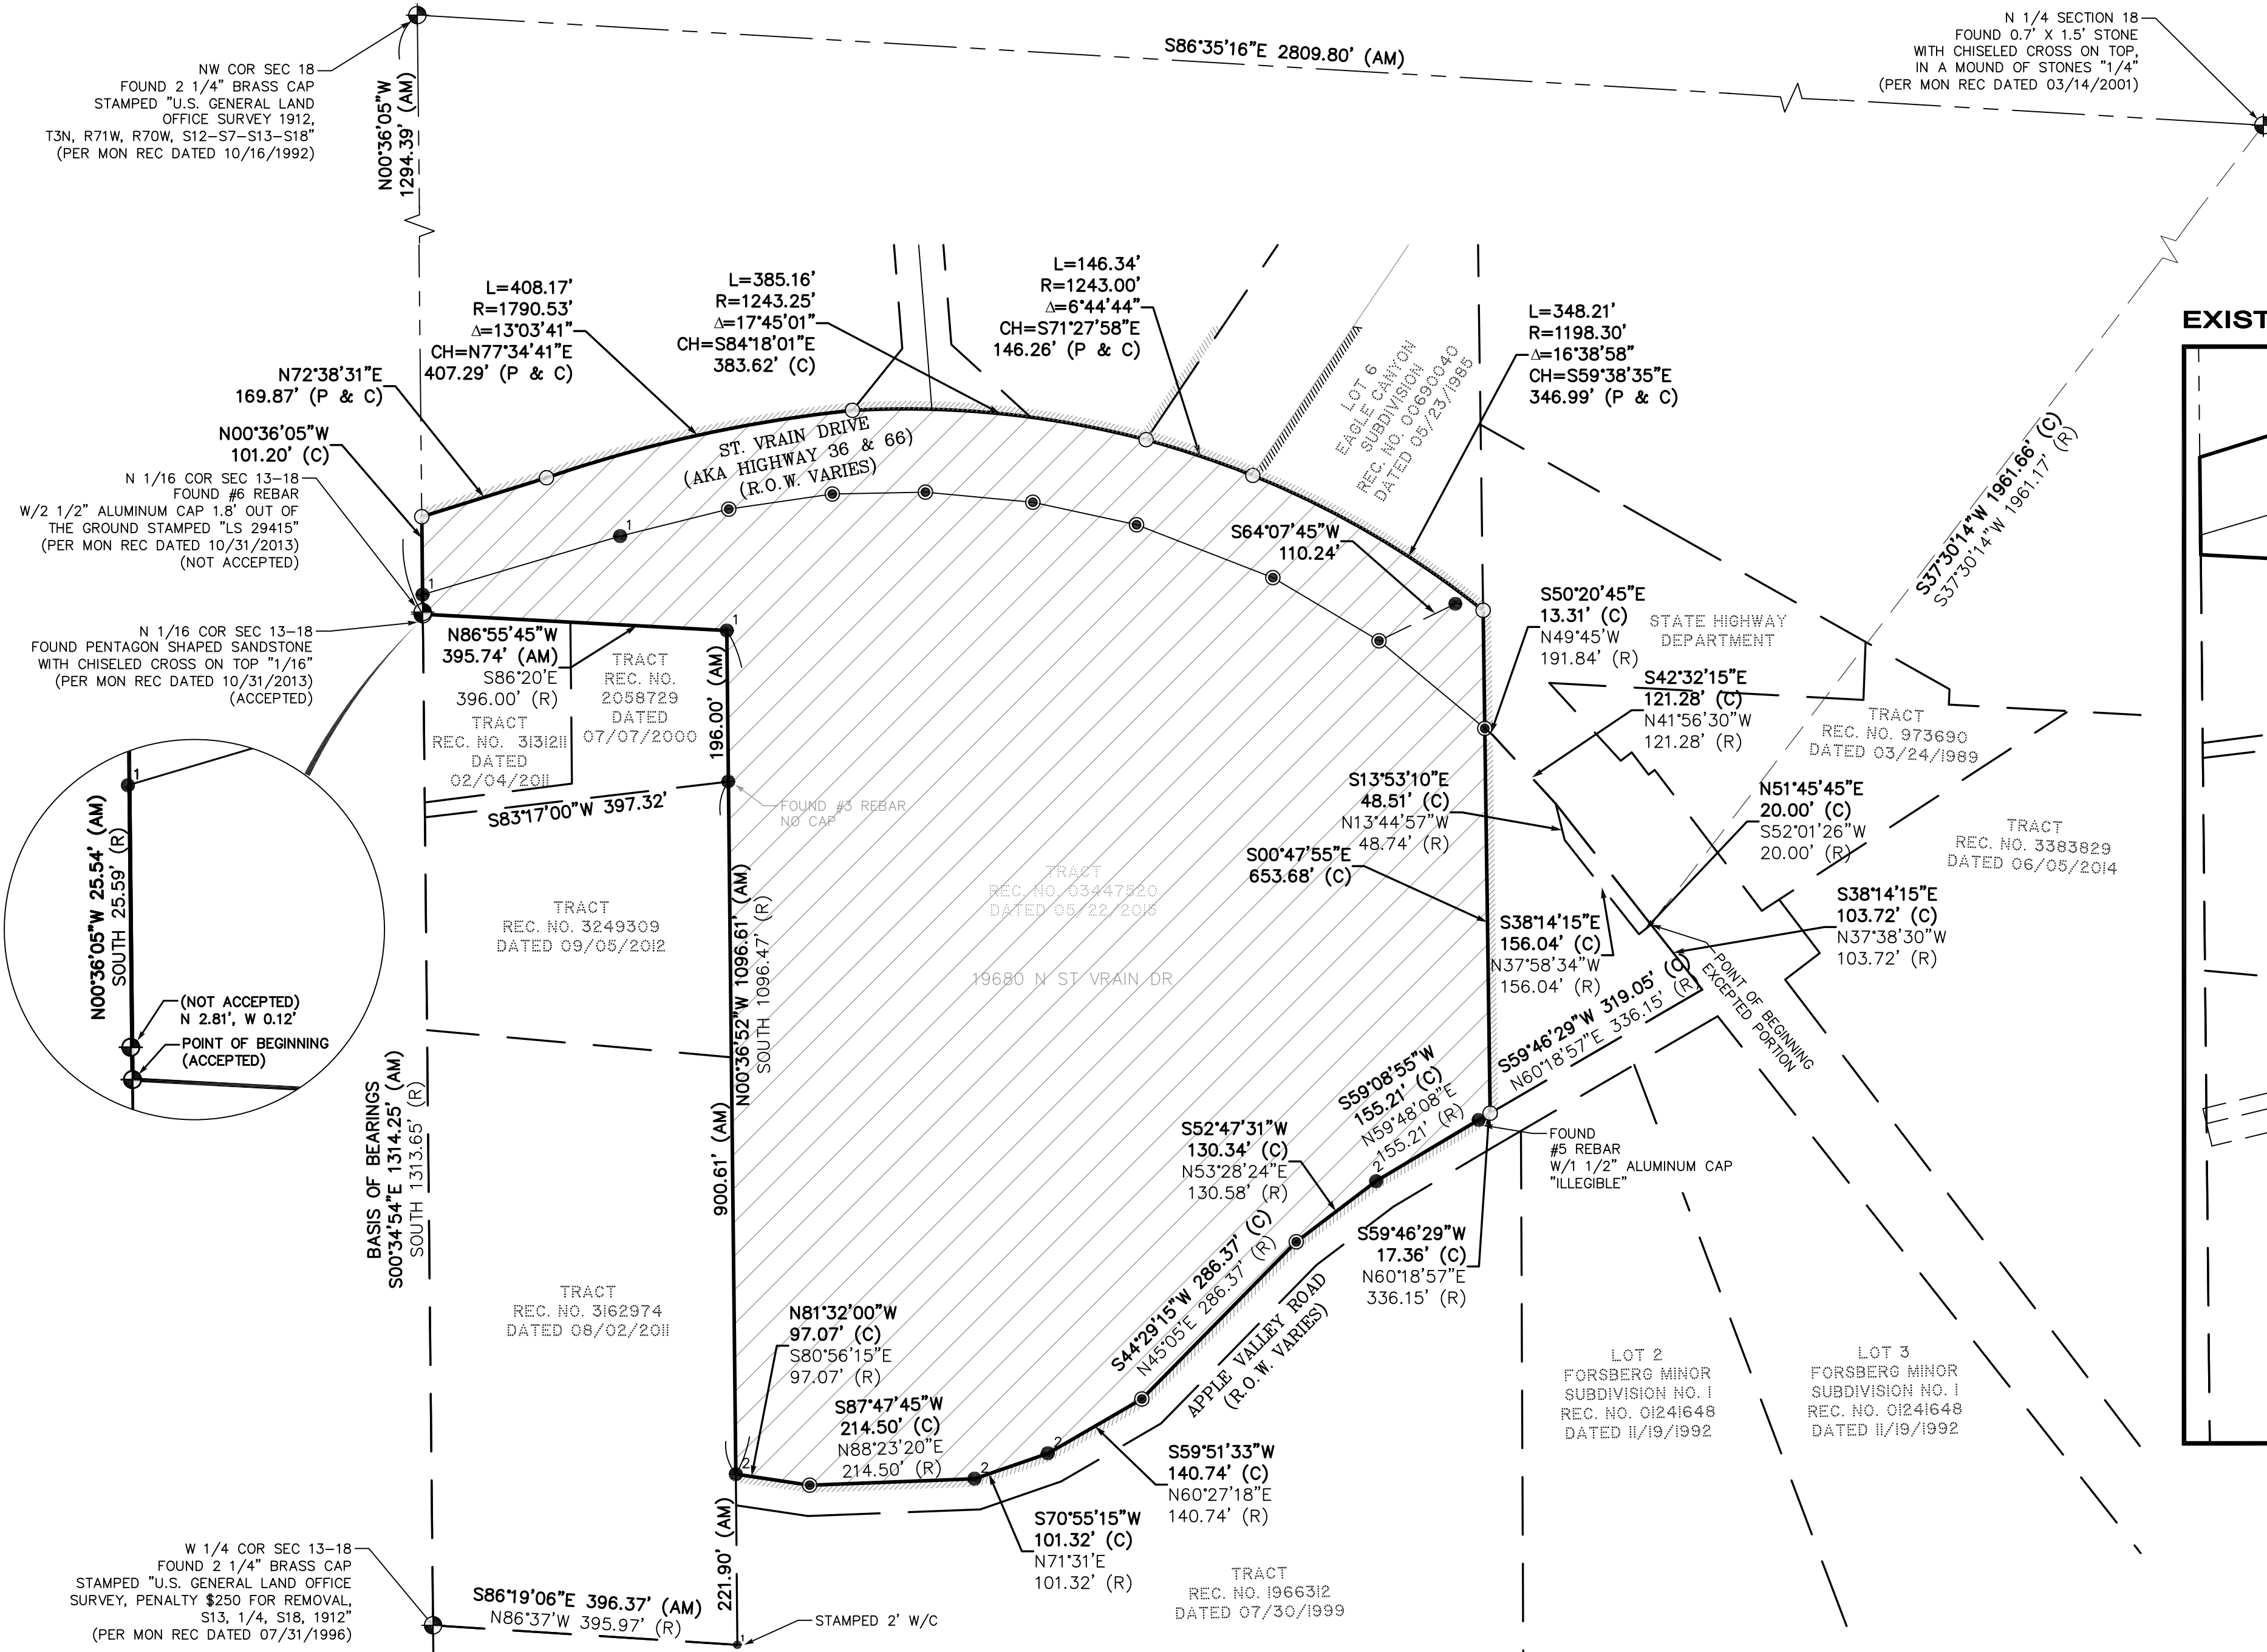 NW COR SEC 18
FOUND 2 1/4" BRASS CAP
STAMPED "U.S. GENERAL LAND
OFFICE SURVEY 1912,
T3N, R71W, R70W, S12–S7–S13–S18"
(PER MON REC DATED 10/16/1992)
N00°36'05"W
1294.39' (AM)
S86°35'16"E 2809.80' (AM)
N 1/4 SECTION 18
FOUND 0.7' X 1.5' STONE
WITH CHISELED CROSS ON TOP,
IN A MOUND OF STONES "1/4"
(PER MON REC DATED 03/14/2001)
EXIST
L=408.17'
R=1790.53'
Δ=13°03'41"
CH=N77°34'41"E
407.29' (P & C)
L=385.16'
R=1243.25'
Δ=17°45'01"
CH=S84°18'01"E
383.62' (C)
L=146.34'
R=1243.00'
Δ=6°44'44"
CH=S71°27'58"E
146.26' (P & C)
L=348.21'
R=1198.30'
Δ=16°38'58"
CH=S59°38'35"E
346.99' (P & C)
LOT 6
EAGLE CANYON
SUBDIVISION
REC. NO. 00690040
DATED 05/23/1985
N72°38'31"E
169.87' (P & C)
N00°36'05"W
101.20' (C)
ST. VRAIN DRIVE
(AKA HIGHWAY 36 & 66)
(R.O.W. VARIES)
S37°30'14"W 1961.66' (C)
S37°30'14"W 1961.17' (R)
N 1/16 COR SEC 13-18
FOUND #6 REBAR
W/2 1/2" ALUMINUM CAP 1.8' OUT OF
THE GROUND STAMPED "LS 29415"
(PER MON REC DATED 10/31/2013)
(NOT ACCEPTED)
1
1
S64°07'45"W
110.24'
S50°20'45"E
13.31' (C)
N49°45'W
191.84' (R)
STATE HIGHWAY
DEPARTMENT
N 1/16 COR SEC 13-18
FOUND PENTAGON SHAPED SANDSTONE
WITH CHISELED CROSS ON TOP "1/16"
(PER MON REC DATED 10/31/2013)
(ACCEPTED)
N86°55'45"W
395.74' (AM)
S86°20'E
396.00' (R)
1
TRACT
REC. NO.
2058729
DATED
07/07/2000
196.00' (AM)
TRACT
REC. NO. 3131211
DATED
02/04/2011
S42°32'15"E
121.28' (C)
N41°56'30"W
121.28' (R)
TRACT
REC. NO. 973690
DATED 03/24/1989
S83°17'00"W 397.32'
FOUND #3 REBAR
NO CAP
S13°53'10"E
48.51' (C)
N13°44'57"W
48.74' (R)
N51°45'45"E
20.00' (C)
S52°01'26"W
20.00' (R)
TRACT
REC. NO. 3383829
DATED 06/05/2014
S00°47'55"E
653.68' (C)
1
N00°36'05"W 25.54' (AM)
SOUTH 25.59' (R)
(NOT ACCEPTED)
N 2.81', W 0.12'
POINT OF BEGINNING
(ACCEPTED)
TRACT
REC. NO. 3249309
DATED 09/05/2012
N00°36'52"W 1096.61' (AM)
SOUTH 1096.47' (R)
TRACT
REC. NO. 03447520
DATED 05/22/2015
19680 N ST VRAIN DR
S38°14'15"E
156.04' (C)
N37°58'34"W
156.04' (R)
S38°14'15"E
103.72' (C)
N37°38'30"W
103.72' (R)
POINT OF BEGINNING
EXCEPTED PORTION
S59°46'29"W 319.05' (C)
N60°18'57"E 336.15' (R)
BASIS OF BEARINGS
S00°34'54"E 1314.25' (AM)
SOUTH 1313.65' (R)
900.61' (AM)
S59°08'55"W
155.21' (C)
N59°48'08"E
155.21' (R)
S52°47'31"W
130.34' (C)
N53°28'24"E
130.58' (R)
2
FOUND
#5 REBAR
W/1 1/2" ALUMINUM CAP
"ILLEGIBLE"
S59°46'29"W
17.36' (C)
N60°18'57"E
336.15' (R)
S44°29'15"W 286.37' (C)
N45°05'E 286.37' (R)
APPLE VALLEY ROAD
(R.O.W. VARIES)
TRACT
REC. NO. 3162974
DATED 08/02/2011
N81°32'00"W
97.07' (C)
S80°56'15"E
97.07' (R)
S87°47'45"W
214.50' (C)
N88°23'20"E
214.50' (R)
2
2
2
LOT 2
FORSBERG MINOR
SUBDIVISION NO. 1
REC. NO. 01241648
DATED 11/19/1992
LOT 3
FORSBERG MINOR
SUBDIVISION NO. 1
REC. NO. 01241648
DATED 11/19/1992
S59°51'33"W
140.74' (C)
N60°27'18"E
140.74' (R)
S70°55'15"W
101.32' (C)
N71°31'E
101.32' (R)
221.90' (AM)
W 1/4 COR SEC 13–18
FOUND 2 1/4" BRASS CAP
STAMPED "U.S. GENERAL LAND OFFICE
SURVEY, PENALTY $250 FOR REMOVAL,
S13, 1/4, S18, 1912"
(PER MON REC DATED 07/31/1996)
S86°19'06"E 396.37' (AM)
N86°37'W 395.97' (R)
1
STAMPED 2' W/C
TRACT
REC. NO. 1966312
DATED 07/30/1999